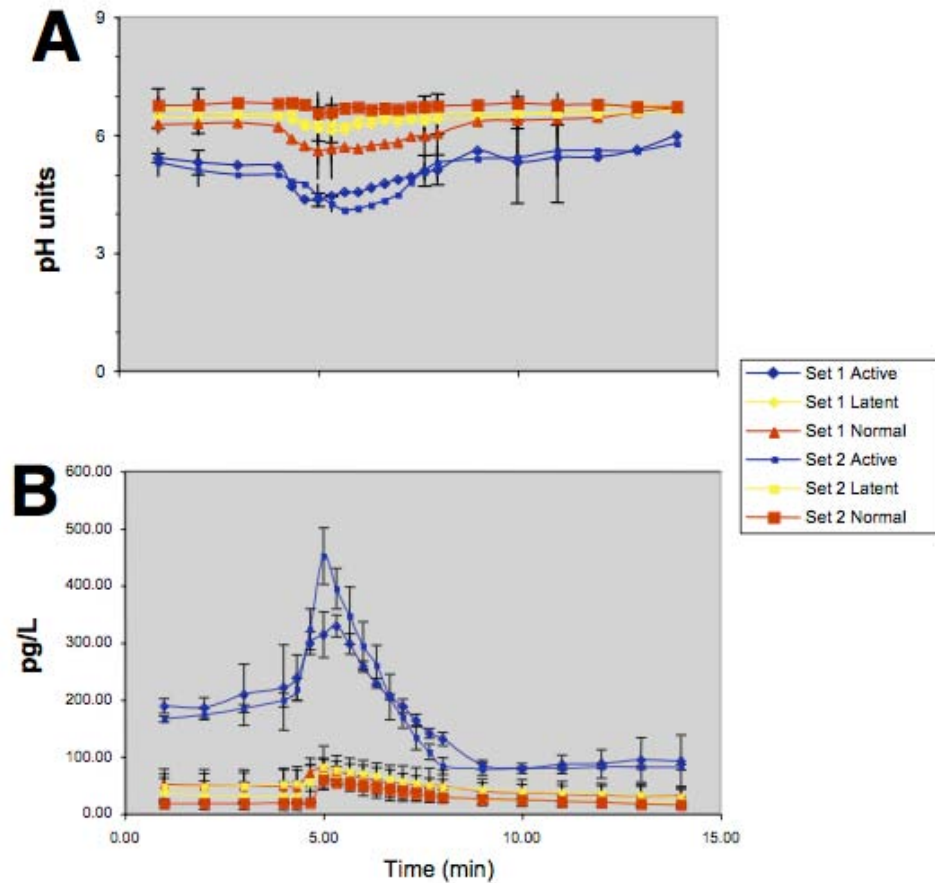 A
9
6
3
0
pH units
Set 1 Active
Set 1 Latent
Set 1 Normal
Set 2 Active
Set 2 Latent
Set 2 Normal
B
600.00
500.00
400.00
300.00
200.00
100.00
0.00
pg/L
0.00 5.00 10.00 15.00
Time (min)